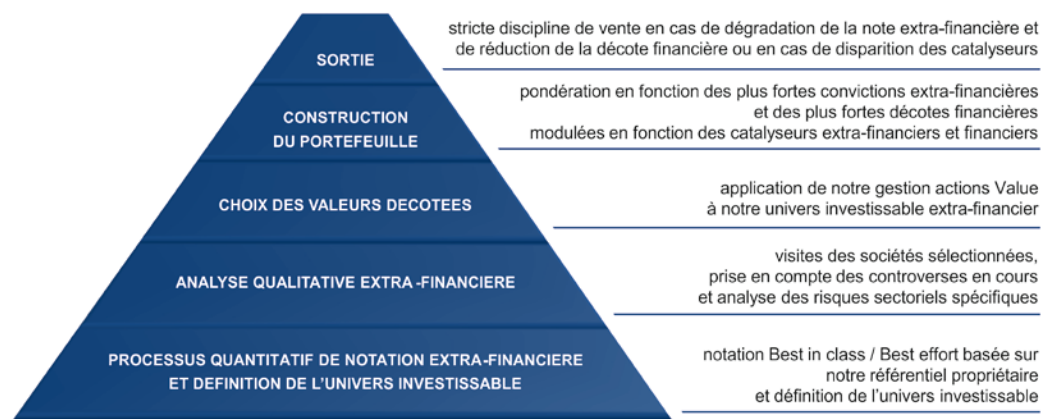 stricte discipline de vente en cas de dégradation de la note extra-financière et
de réduction de la décote financière ou en cas de disparition des catalyseurs
SORTIE
pondération en fonction des plus fortes convictions extra-financières
et des plus fortes décotes financières
modulées en fonction des catalyseurs extra-financiers et financiers
CONSTRUCTION
DU PORTEFEUILLE
application de notre gestion actions Value
à notre univers investissable extra-financier
CHOIX DES VALEURS DECOTEES
visites des sociétés sélectionnées,
prise en compte des controverses en cours
et analyse des risques sectoriels spécifiques
ANALYSE QUALITATIVE EXTRA -FINANCIERE
PROCESSUS QUANTITATIF DE NOTATION EXTRA-FINANCIERE
ET DEFINITION DE L'UNIVERS INVESTISSABLE
notation Best in class / Best effort basée sur
notre référentiel propriétaire
et définition de l'univers investissable